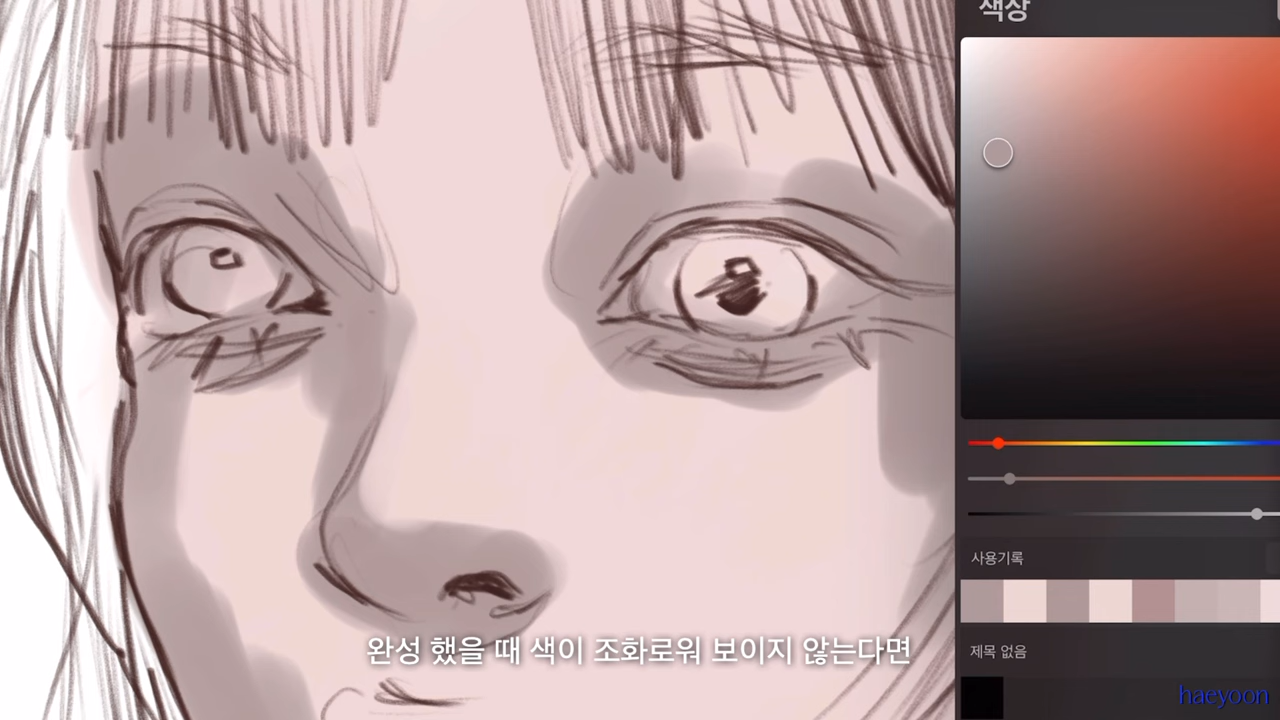 색상
사용기록
완성 했을 때 색이 조화로워 보이지 않는다면
제목 없음
haeyoon